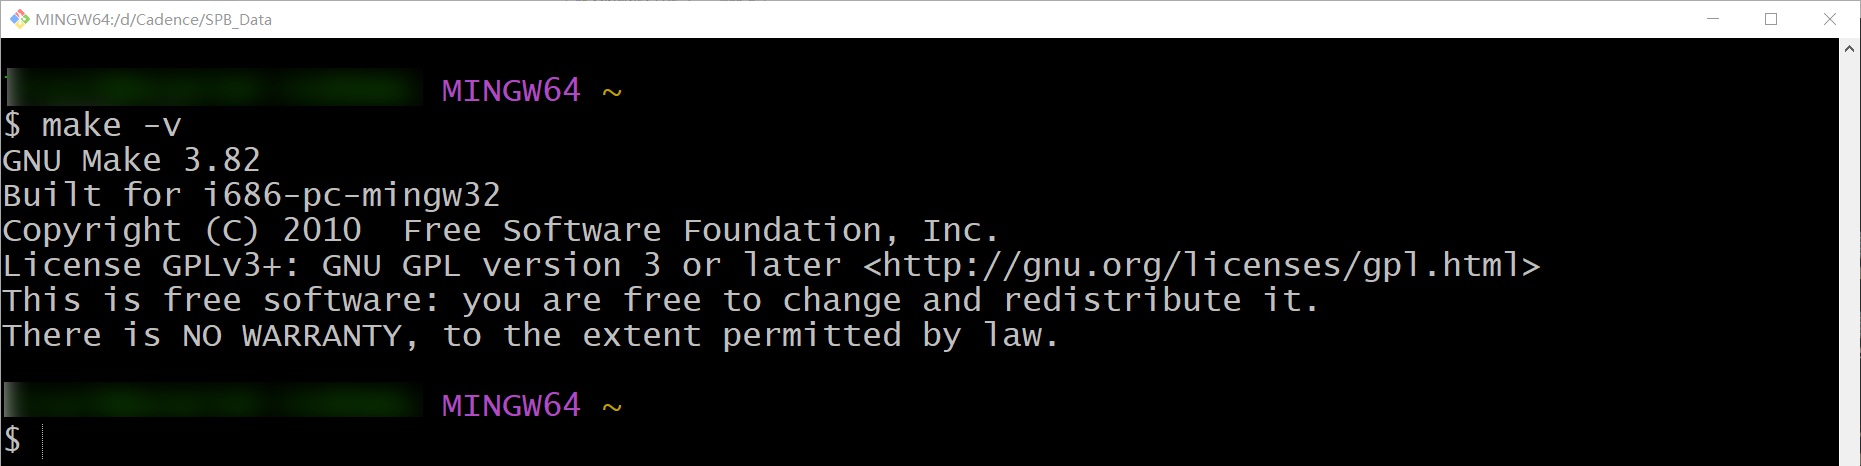 MINGW64:/d/Cadence/SPB_Data
MINGW64 ~
$ make -v
GNU Make 3.82
Built for i686-pc-mingw32
Copyright (C) 2010  Free Software Foundation, Inc.
License GPLv3+: GNU GPL version 3 or later <http://gnu.org/licenses/gpl.html>
This is free software: you are free to change and redistribute it.
There is NO WARRANTY, to the extent permitted by law.
MINGW64 ~
$